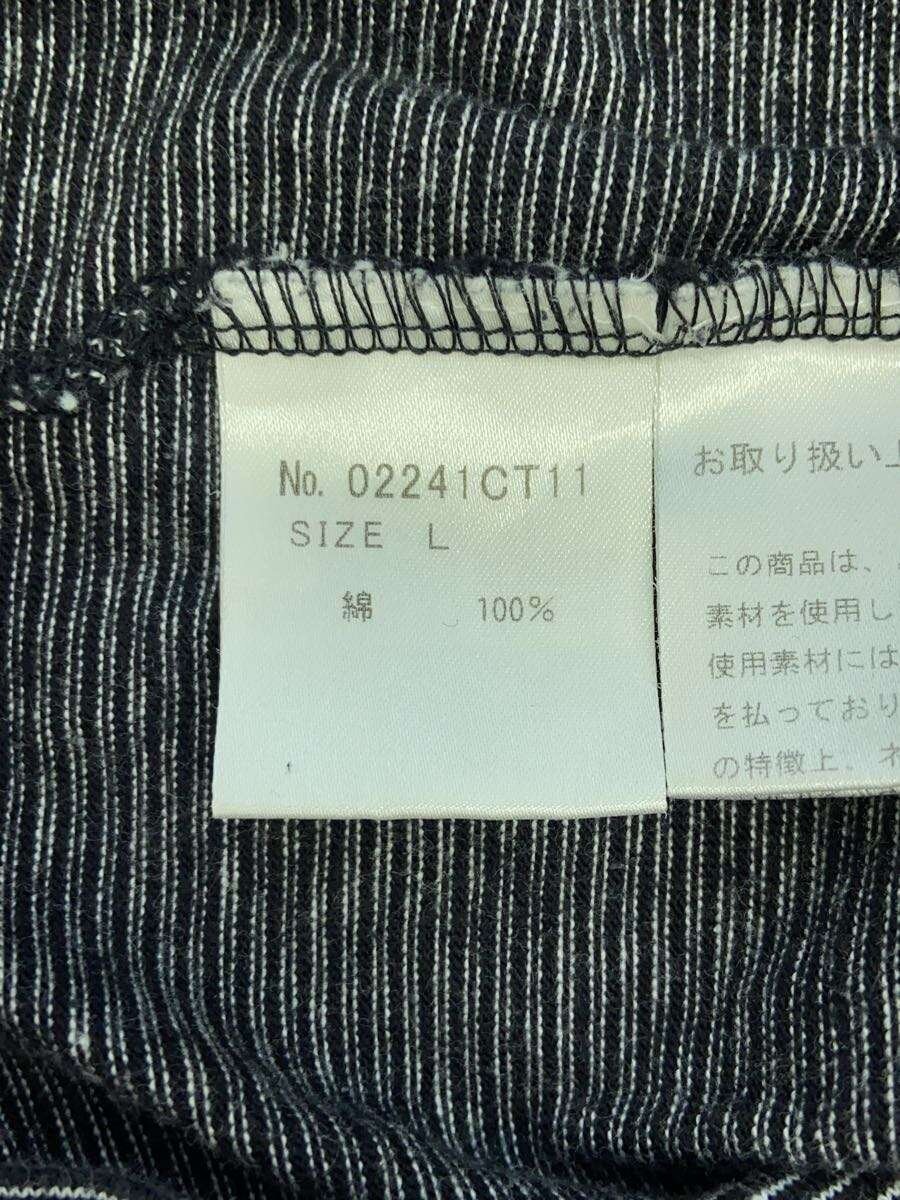 No. 02241CT11
SIZE L
綿 100%
お取り扱い上
この商品は、
素材を使用し
使用素材には
を払っており
の特徴上、ネ